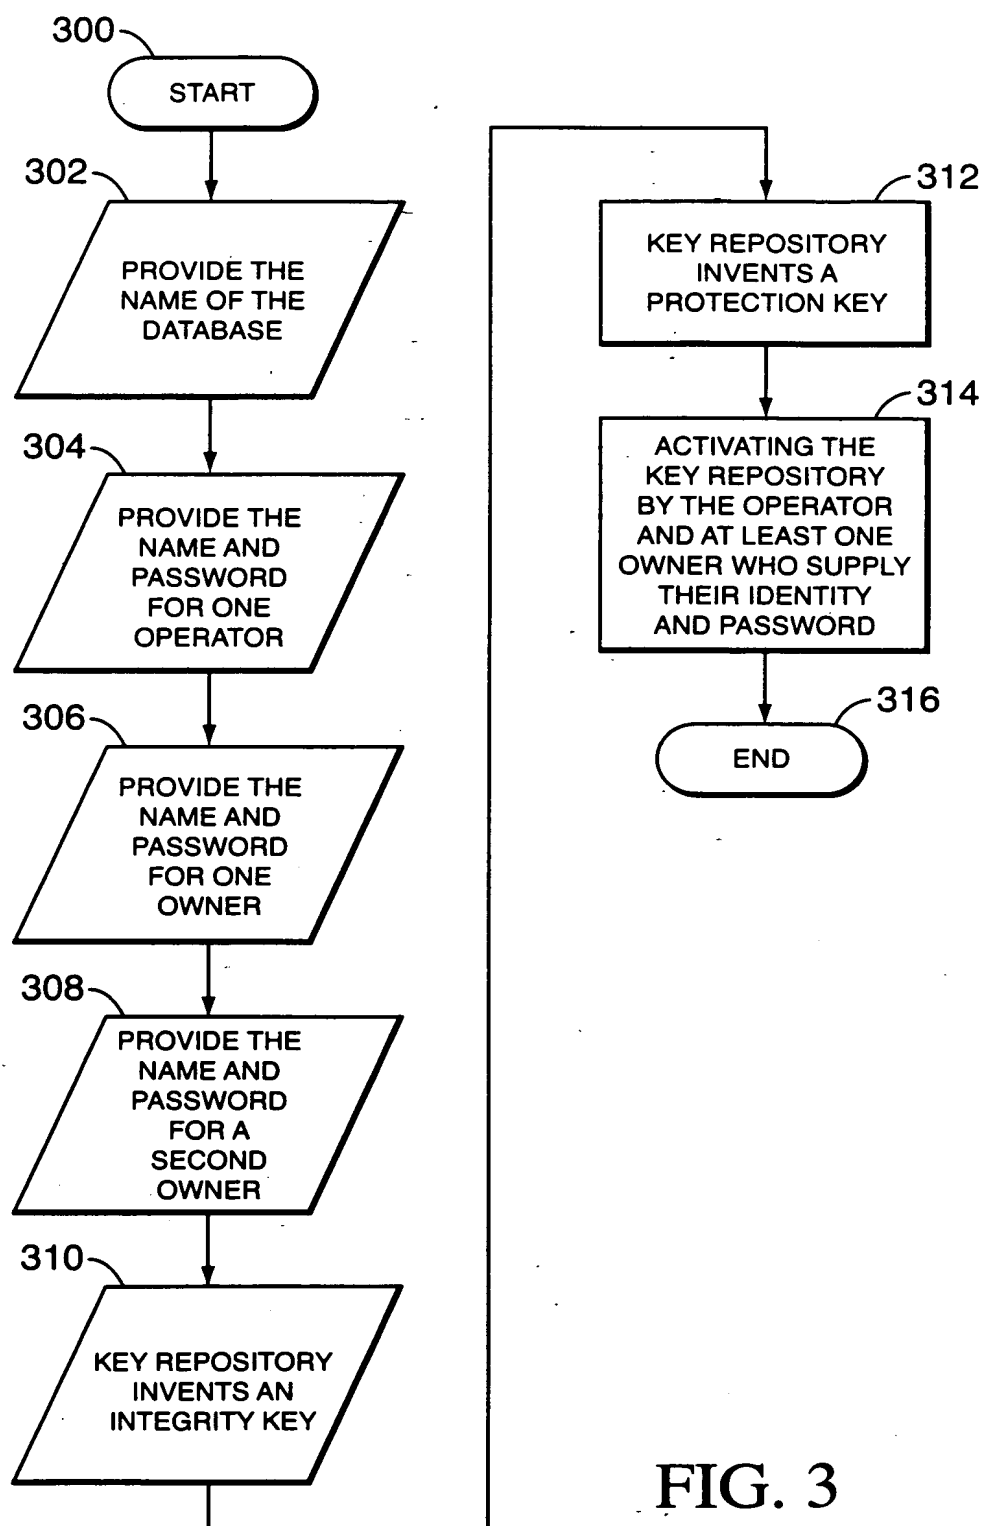 300
START
302
PROVIDE THE
NAME OF THE
DATABASE
304
PROVIDE THE
NAME AND
PASSWORD
FOR ONE
OPERATOR
306
PROVIDE THE
NAME AND
PASSWORD
FOR ONE
OWNER
308
PROVIDE THE
NAME AND
PASSWORD
FOR A
SECOND
OWNER
310
KEY REPOSITORY
INVENTS AN
INTEGRITY KEY
312
KEY REPOSITORY
INVENTS A
PROTECTION KEY
314
ACTIVATING THE
KEY REPOSITORY
BY THE OPERATOR
AND AT LEAST ONE
OWNER WHO SUPPLY
THEIR IDENTITY
AND PASSWORD
316
END
FIG. 3